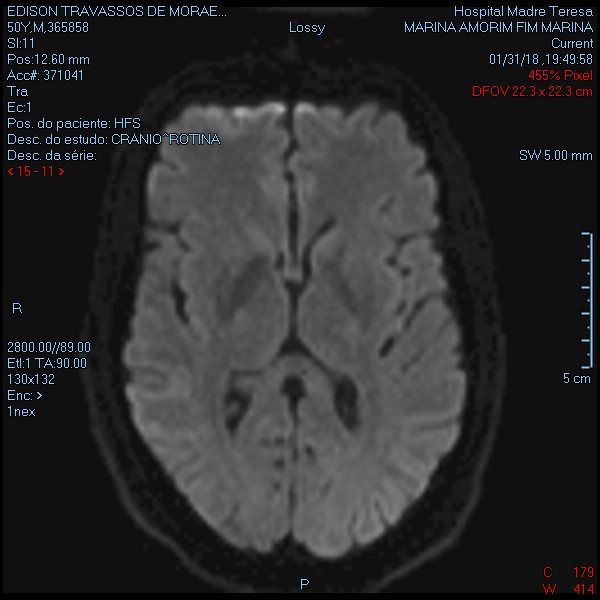 EDISON TRAVASSOS DE MORAE...
50Y,M,365858
Sl:11
Pos:12.60 mm
Acc#: 371041
Tra
Ec:1
Pos. do paciente: HFS
Desc. do estudo: CRANIO^ROTINA
Desc. da série:
< 15 - 11 >
Lossy
Hospital Madre Teresa
MARINA AMORIM FIM MARINA
Current
01/31/18 ,19:49:58
455% Pixel
DFOV 22.3 x 22.3 cm
SW 5.00 mm
R
5 cm
2800.00//89.00
Etl:1 TA:90.00
130x132
Enc: >
1nex
P
C 179
W 414